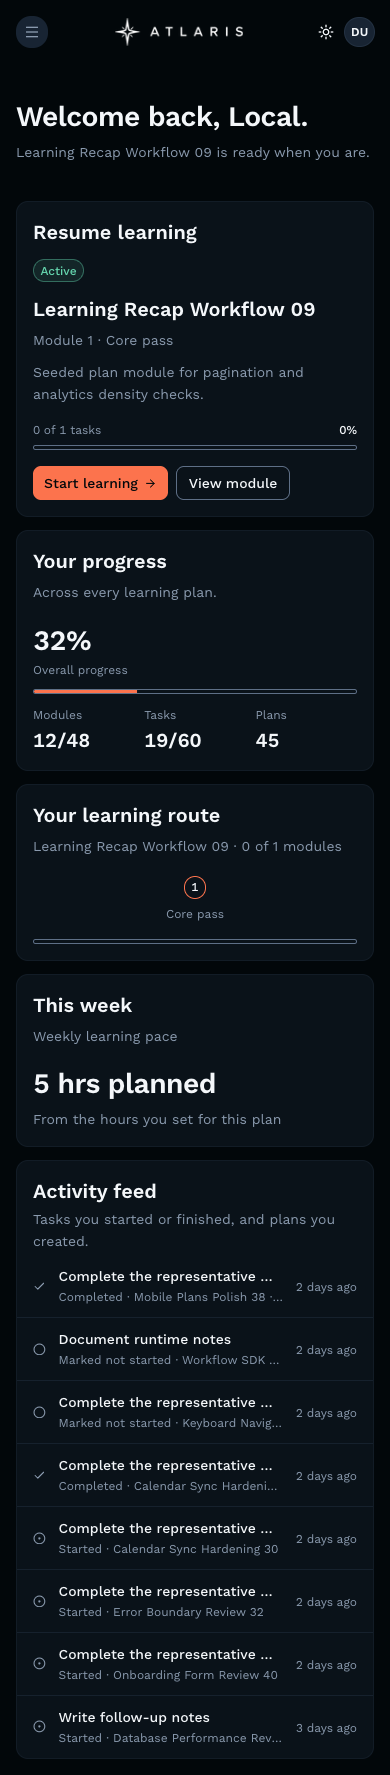 ATLARIS
DU
Welcome back, Local.
Learning Recap Workflow 09 is ready when you are.
Resume learning
Active
Learning Recap Workflow 09
Module 1 · Core pass
Seeded plan module for pagination and
analytics density checks.
0 of 1 tasks 0%
Start learning → View module
Your progress
Across every learning plan.
32%
Overall progress
Modules Tasks Plans
12/48 19/60 45
Your learning route
Learning Recap Workflow 09 · 0 of 1 modules
1
Core pass
This week
Weekly learning pace
5 hrs planned
From the hours you set for this plan
Activity feed
Tasks you started or finished, and plans you
created.
Complete the representative ...
Completed · Mobile Plans Polish 38 ·... 2 days ago
Document runtime notes
Marked not started · Workflow SDK ... 2 days ago
Complete the representative ...
Marked not started · Keyboard Navig... 2 days ago
Complete the representative ...
Completed · Calendar Sync Hardeni... 2 days ago
Complete the representative ...
Started · Calendar Sync Hardening 30 2 days ago
Complete the representative ...
Started · Error Boundary Review 32 2 days ago
Complete the representative ...
Started · Onboarding Form Review 40 2 days ago
Write follow-up notes
Started · Database Performance Rev... 3 days ago